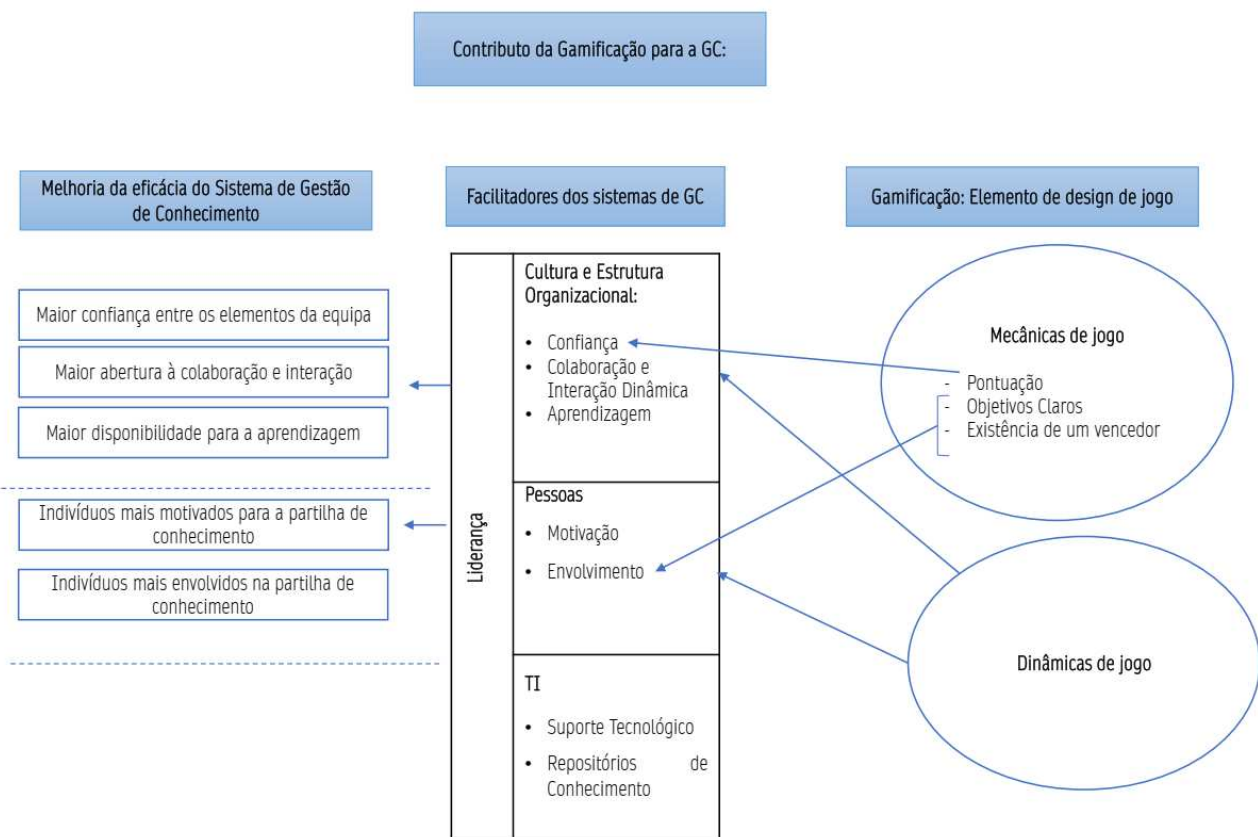 Contributo da Gamificação para a GC:
Melhoria da eficácia do Sistema de Gestão
de Conhecimento
Facilitadores dos sistemas de GC
Gamificação: Elemento de design de jogo
Maior confiança entre os elementos da equipa
Maior abertura à colaboração e interação
Maior disponibilidade para a aprendizagem
Indivíduos mais motivados para a partilha de
conhecimento
Indivíduos mais envolvidos na partilha de
conhecimento
Liderança
Cultura e Estrutura
Organizacional:
• Confiança
• Colaboração e
Interação Dinâmica
• Aprendizagem
Pessoas
• Motivação
• Envolvimento
TI
• Suporte Tecnológico
• Repositórios de
Conhecimento
Mecânicas de jogo
- Pontuação
- Objetivos Claros
- Existência de um vencedor
Dinâmicas de jogo